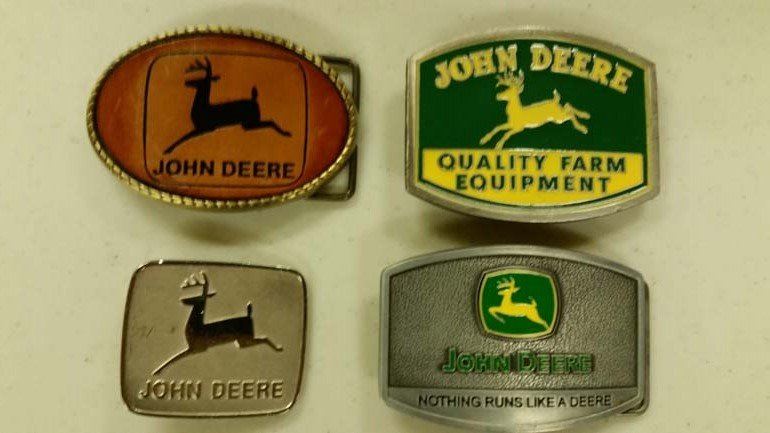 JOHN DEERE
JOHN DEERE
QUALITY FARM
EQUIPMENT
JOHN DEERE
JOHN DEERE
NOTHING RUNS LIKE A DEERE